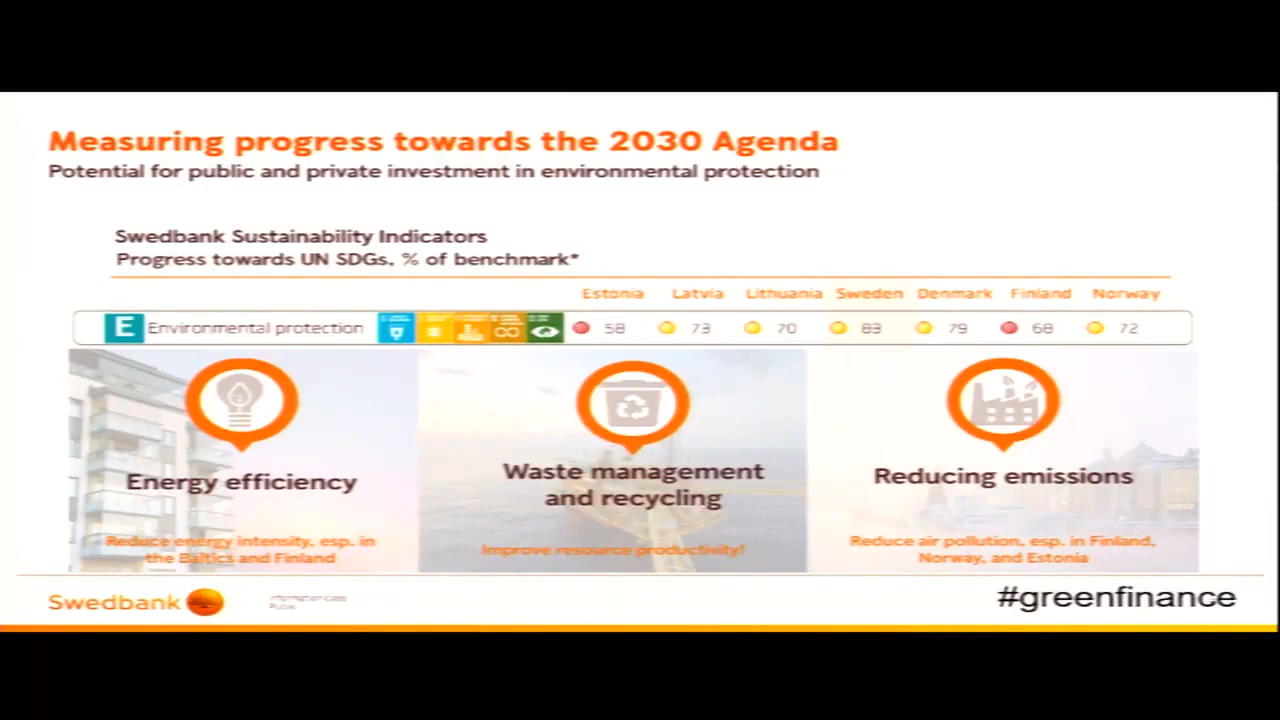 Measuring progress towards the 2030 Agenda
Potential for public and private investment in environmental protection
Swedbank Sustainability Indicators
Progress towards UN SDGs, % of benchmark*
Estonia Latvia Lithuania Sweden Denmark Finland Norway
E Environmental protection 58 73 70 83 79 68 72
Energy efficiency
Reduce energy intensity, esp. in
the Baltics and Finland
Waste management
and recycling
Improve resource productivity!
Reducing emissions
Reduce air pollution, esp. in Finland,
Norway, and Estonia
Swedbank
Information class
Public
#greenfinance